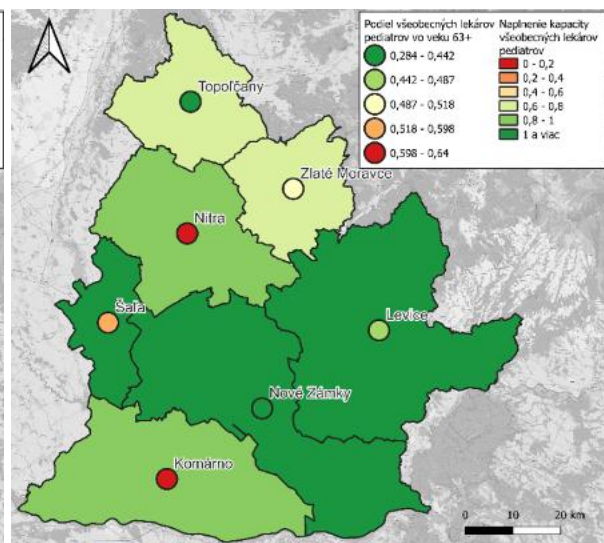 Podiel všeobecných lekárov
pediatrov vo veku 63+
0,284 - 0,442
0,442 - 0,487
0,487 - 0,518
0,518 - 0,598
0,598 - 0,64
Naplnenie kapacity
všeobecných lekárov
pediatrov
0 - 0,2
0,2 - 0,4
0,4 - 0,6
0,6 - 0,8
0,8 - 1
1 a viac
Topoľčany
Zlaté Moravce
Nitra
Šaľa
Levice
Nové Zámky
Komárno
0 10 20 km